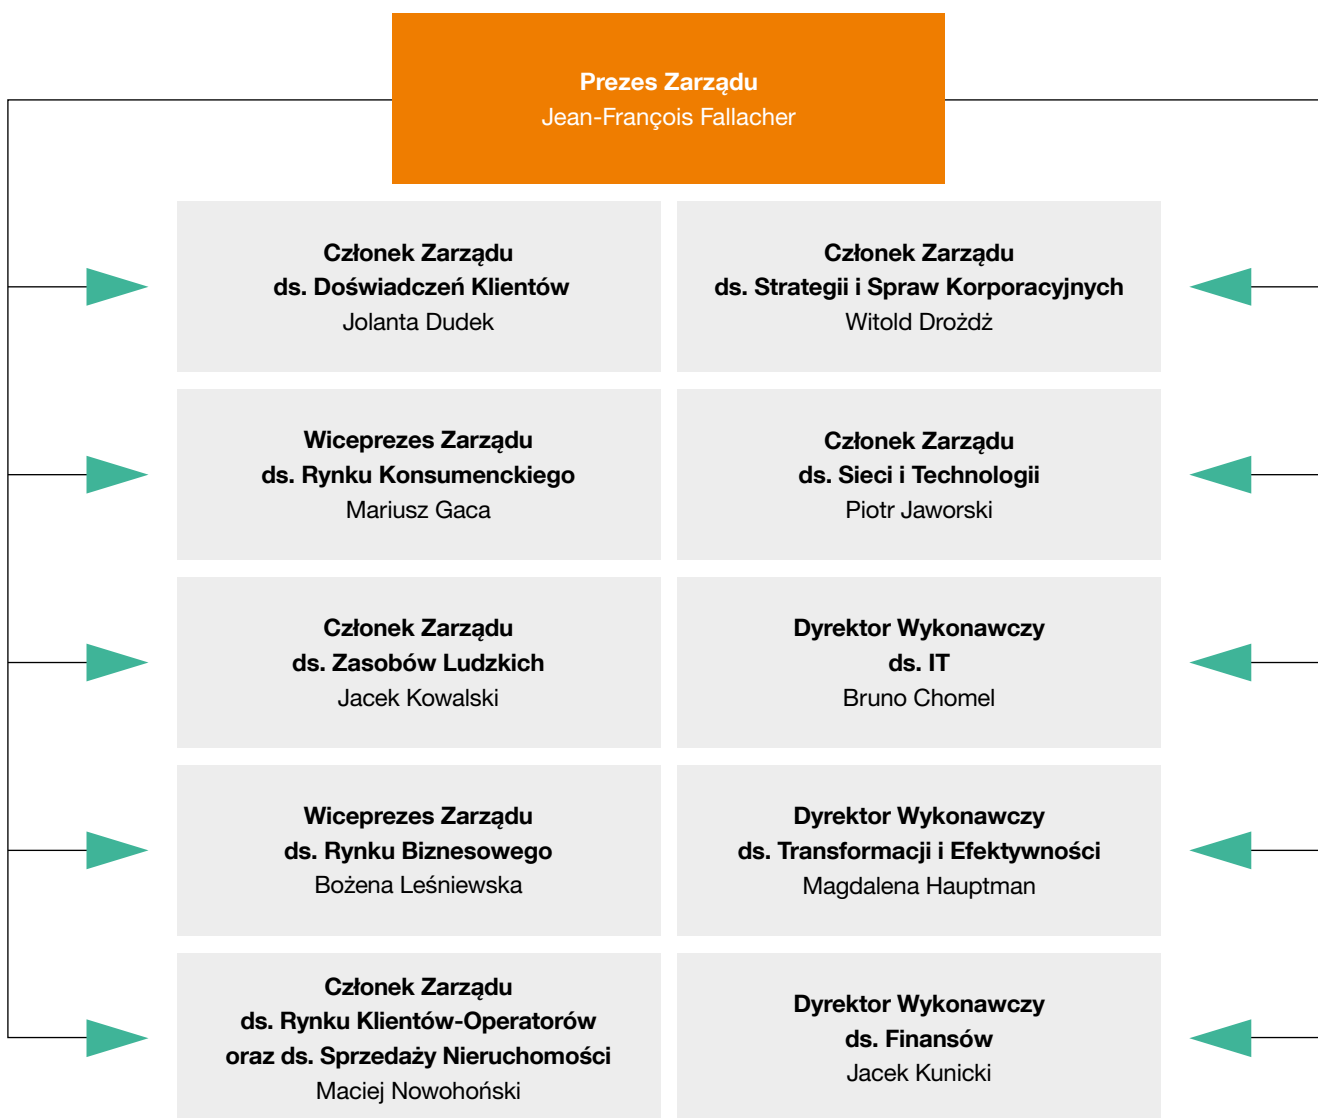 Prezes Zarządu
Jean-François Fallacher
Członek Zarządu
ds. Doświadczeń Klientów
Jolanta Dudek
Członek Zarządu
ds. Strategii i Spraw Korporacyjnych
Witold Drożdż
Wiceprezes Zarządu
ds. Rynku Konsumenckiego
Mariusz Gaca
Członek Zarządu
ds. Sieci i Technologii
Piotr Jaworski
Członek Zarządu
ds. Zasobów Ludzkich
Jacek Kowalski
Dyrektor Wykonawczy
ds. IT
Bruno Chomel
Wiceprezes Zarządu
ds. Rynku Biznesowego
Bożena Leśniewska
Dyrektor Wykonawczy
ds. Transformacji i Efektywności
Magdalena Hauptman
Członek Zarządu
ds. Rynku Klientów-Operatorów
oraz ds. Sprzedaży Nieruchomości
Maciej Nowohoński
Dyrektor Wykonawczy
ds. Finansów
Jacek Kunicki